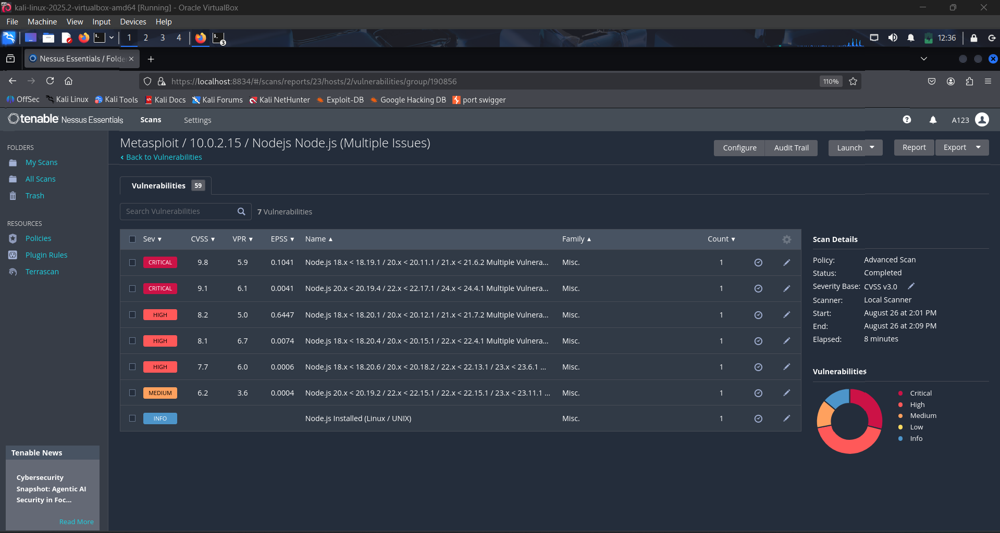 kali-linux-2025.2-virtualbox-amd64 [Running] - Oracle VirtualBox
File Machine View Input Devices Help
1 2 3 4 3 12:36
Nessus Essentials / Folde
https://localhost:8834/#/scans/reports/23/hosts/2/vulnerabilities/group/190856 110%
OffSec Kali Linux Kali Tools Kali Docs Kali Forums Kali NetHunter Exploit-DB Google Hacking DB port swigger
tenable Nessus Essentials Scans Settings A123
FOLDERS
My Scans
All Scans
Trash
RESOURCES
Policies
Plugin Rules
Terrascan
Tenable News
Cybersecurity
Snapshot: Agentic AI
Security in Foc...
Read More
Metasploit / 10.0.2.15 / Nodejs Node.js (Multiple Issues)
< Back to Vulnerabilities
Configure Audit Trail Launch Report Export
Vulnerabilities 59
Search Vulnerabilities 7 Vulnerabilities
Sev CVSS VPR EPSS Name Family Count
CRITICAL 9.8 5.9 0.1041 Node.js 18.x < 18.19.1 / 20.x < 20.11.1 / 21.x < 21.6.2 Multiple Vulnera... Misc. 1
CRITICAL 9.1 6.1 0.0041 Node.js 20.x < 20.19.4 / 22.x < 22.17.1 / 24.x < 24.4.1 Multiple Vulnera... Misc. 1
HIGH 8.2 5.0 0.6447 Node.js 18.x < 18.20.1 / 20.x < 20.12.1 / 21.x < 21.7.2 Multiple Vulnera... Misc. 1
HIGH 8.1 6.7 0.0074 Node.js 18.x < 18.20.4 / 20.x < 20.15.1 / 22.x < 22.4.1 Multiple Vulnera... Misc. 1
HIGH 7.7 6.0 0.0006 Node.js 18.x < 18.20.6 / 20.x < 20.18.2 / 22.x < 22.13.1 / 23.x < 23.6.1 ... Misc. 1
MEDIUM 6.2 3.6 0.0004 Node.js 20.x < 20.19.2 / 22.x < 22.15.1 / 22.x < 22.15.1 / 23.x < 23.11.1 ... Misc. 1
INFO Node.js Installed (Linux / UNIX) Misc. 1
Scan Details
Policy: Advanced Scan
Status: Completed
Severity Base: CVSS v3.0
Scanner: Local Scanner
Start: August 26 at 2:01 PM
End: August 26 at 2:09 PM
Elapsed: 8 minutes
Vulnerabilities
Critical
High
Medium
Low
Info